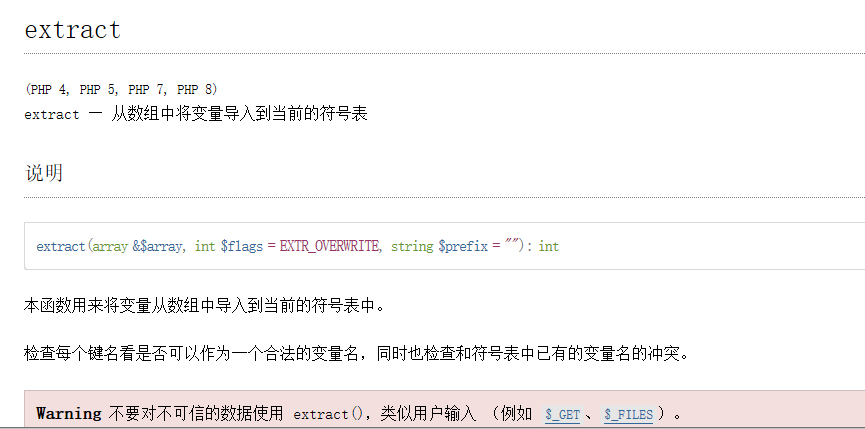 extract
(PHP 4, PHP 5, PHP 7, PHP 8)
extract — 从数组中将变量导入到当前的符号表
说明
extract(array &$array, int $flags = EXTR_OVERWRITE, string $prefix = ""): int
本函数用来将变量从数组中导入到当前的符号表中。
检查每个键名看是否可以作为一个合法的变量名，同时也检查和符号表中已有的变量名的冲突。
Warning 不要对不可信的数据使用 extract()，类似用户输入 （例如 $_GET、$_FILES）。